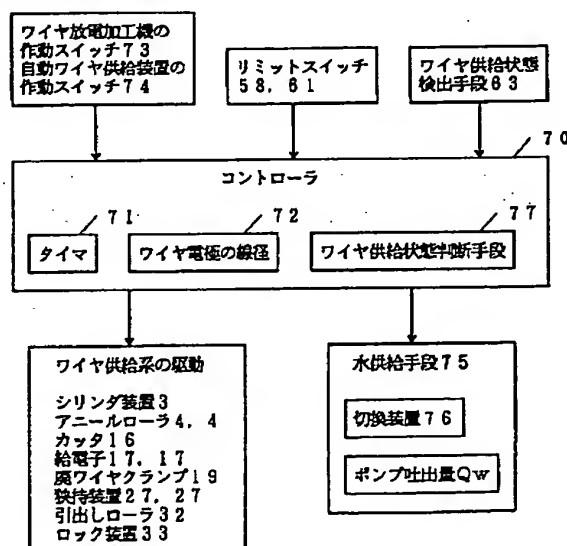 ワイヤ放電加工機の
作動スイッチ73
自動ワイヤ供給装置の
作動スイッチ74
リミットスイッチ
58,61
ワイヤ供給状態
検出手段63
70
コントローラ
71
タイマ
72
ワイヤ電極の線径
77
ワイヤ供給状態判断手段
ワイヤ供給系の駆動
シリンダ装置3
アニールローラ4,4
カッタ16
給電子17,17
廃ワイヤクランプ19
狭持装置27,27
引出しローラ32
ロック装置33
水供給手段75
切換装置76
ポンプ吐出量Qw